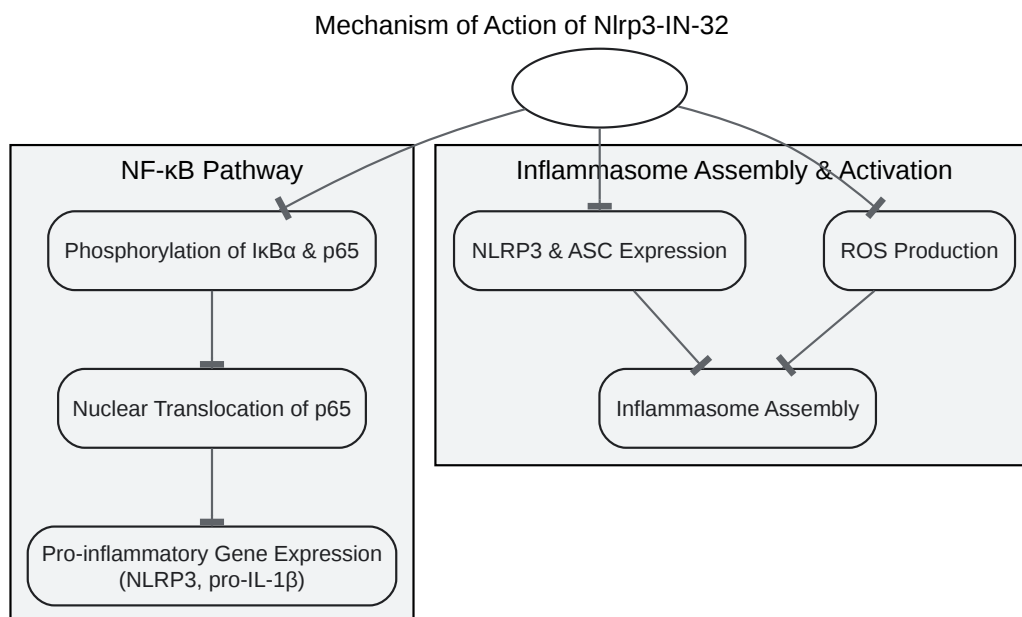 Mechanism of Action of Nlrp3-IN-32
NF-κB Pathway
Phosphorylation of IκBα & p65
Nuclear Translocation of p65
Pro-inflammatory Gene Expression
(NLRP3, pro-IL-1β)
Inflammasome Assembly & Activation
NLRP3 & ASC Expression
ROS Production
Inflammasome Assembly